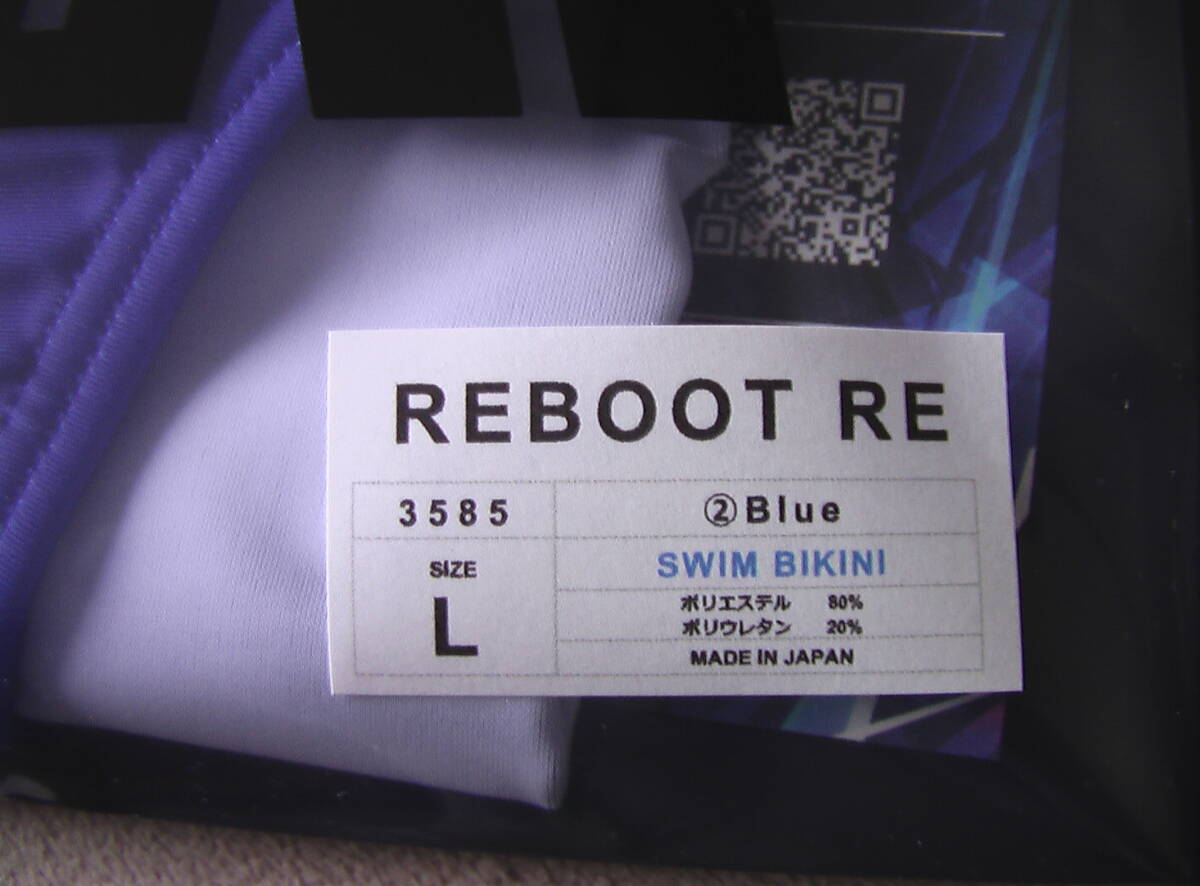 REBOOT RE
3585
②Blue
SIZE
L
SWIM BIKINI
ポリエステル 80%
ポリウレタン 20%
MADE IN JAPAN